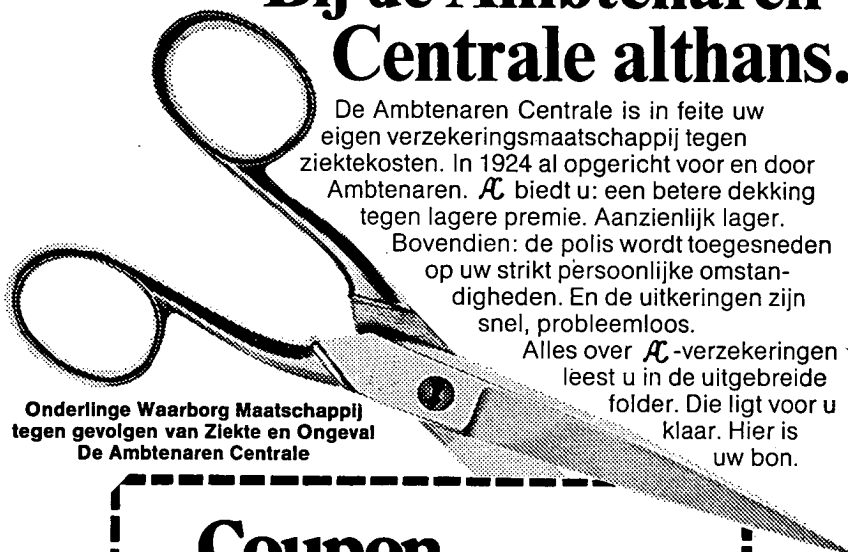 Bij de Ambtenaren
Centrale althans.
De Ambtenaren Centrale is in feite uw
eigen verzekeringsmaatschappij tegen
ziektekosten. In 1924 al opgericht voor en door
Ambtenaren. AC biedt u: een betere dekking
tegen lagere premie. Aanzienlijk lager.
Bovendien: de polis wordt toegesneden
op uw strikt persoonlijke omstan-
digheden. En de uitkeringen zijn
snel, probleemloos.
Alles over AC-verzekeringen
leest u in de uitgebreide
folder. Die ligt voor u
klaar. Hier is
uw bon.
Onderlinge Waarborg Maatschappij
tegen gevolgen van Ziekte en Ongeval
De Ambtenaren Centrale
Coupon